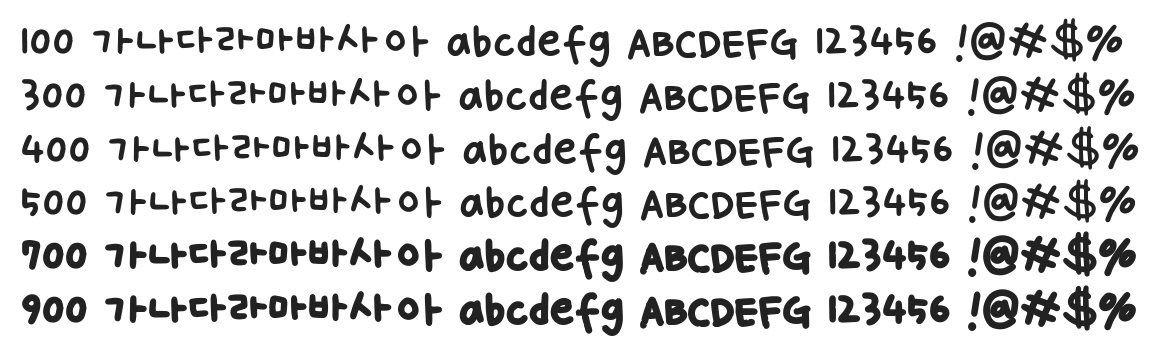 100 가나다라마바사아 abcdefg ABCDEFG 123456 !@#$%
300 가나다라마바사아 abcdefg ABCDEFG 123456 !@#$%
400 가나다라마바사아 abcdefg ABCDEFG 123456 !@#$%
500 가나다라마바사아 abcdefg ABCDEFG 123456 !@#$%
700 가나다라마바사아 abcdefg ABCDEFG 123456 !@#$%
900 가나다라마바사아 abcdefg ABCDEFG 123456 !@#$%